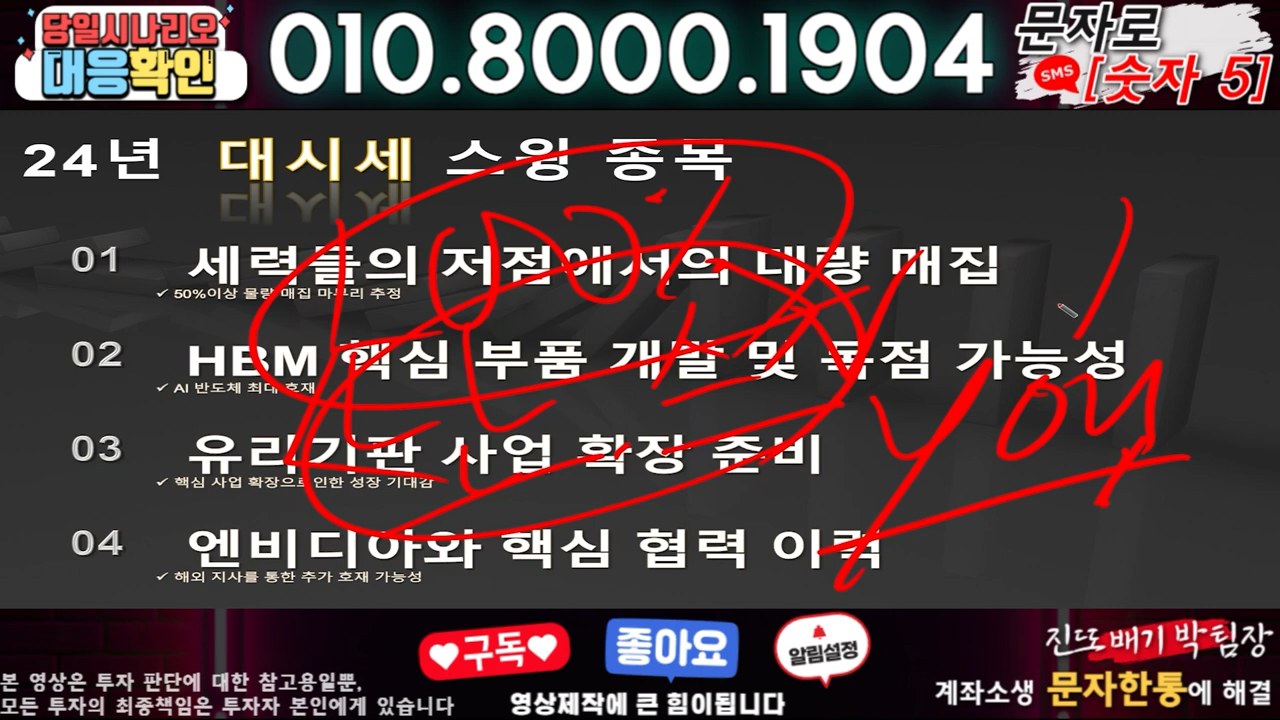 당일시나리오
대응확인
010.8000.1904
문자로
SMS [숫자 5]
24년 대시세 스윙 종목
01 세력들의 저점에서의 대량 매집
✓ 50%이상 물량 매집 마무리 추정
02 HBM 핵심 부품 개발 및 독점 가능성
✓ AI 반도체 최대 호재
03 유리기판 사업 확장 준비
✓ 핵심 사업 확장으로 인한 성장 기대감
04 엔비디아와 핵심 협력 이력
✓ 해외 지사를 통한 추가 호재 가능성
구독
좋아요
알림설정
영상제작에 큰 힘이됩니다
본 영상은 투자 판단에 대한 참고용일뿐,
모든 투자의 최종책임은 투자자 본인에게 있습니다
진또배기 박팀장
계좌소생 문자한통에 해결